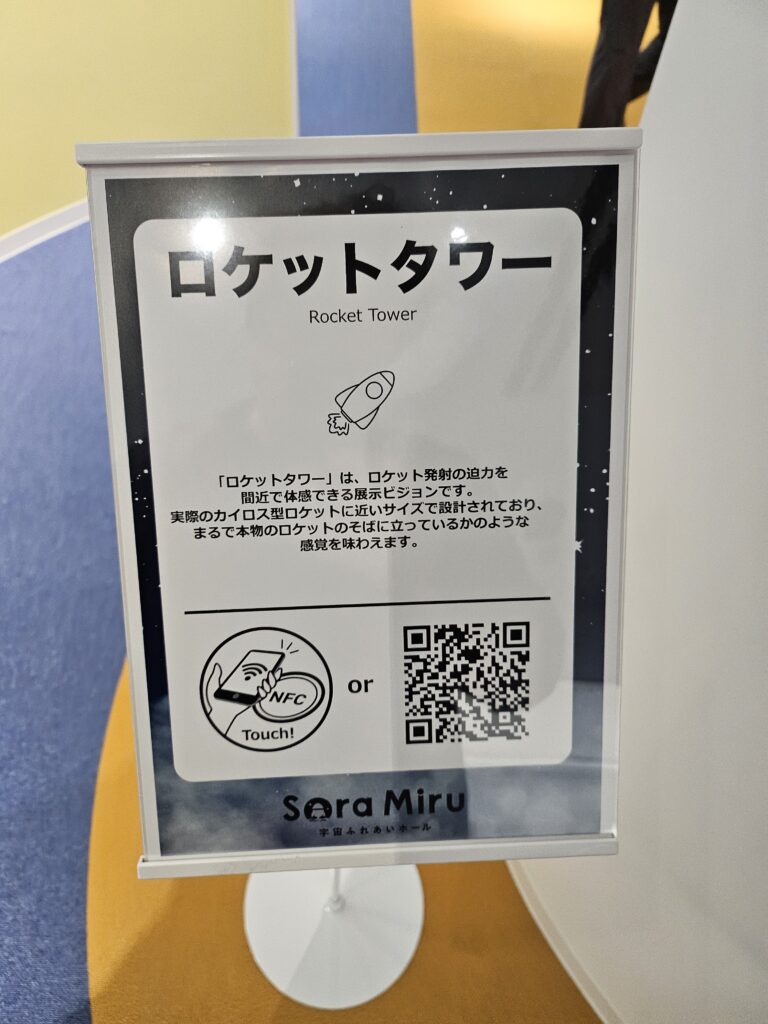 ロケットタワー
Rocket Tower
「ロケットタワー」は、ロケット発射の迫力を
間近で体感できる展示ビジョンです。
実際のカイロス型ロケットに近いサイズで設計されており、
まるで本物のロケットのそばに立っているかのような
感覚を味わえます。
NFC
Touch!
or
Sora Miru
宇宙ふれあいホール